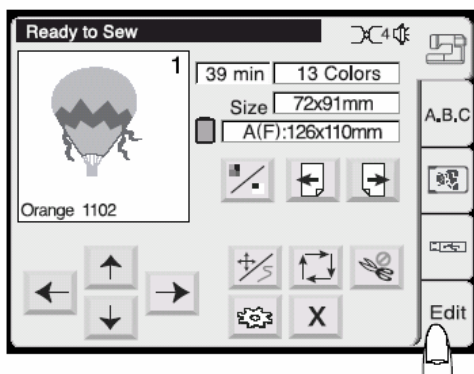 Ready to Sew
4
1
39 min
13 Colors
Size
72x91mm
A(F):126x110mm
Orange 1102
A.B.C
X
Edit